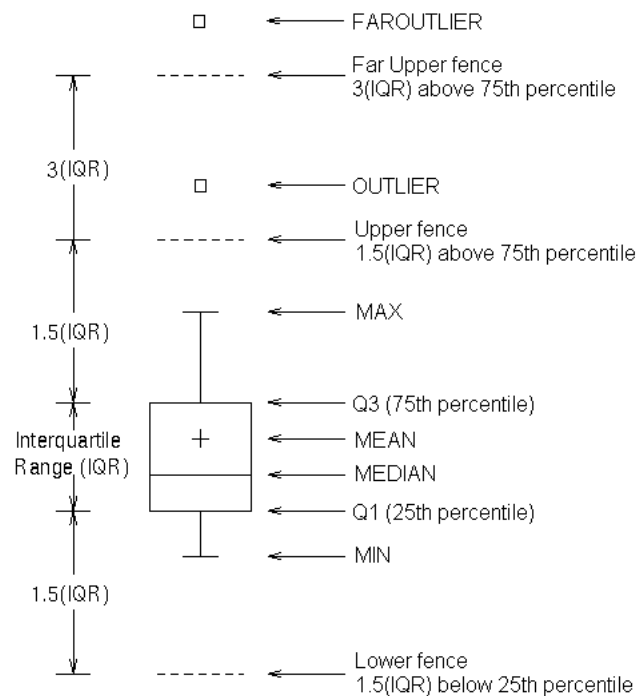 FAROUTLIER
Far Upper fence
3(IQR) above 75th percentile
3(IQR)
OUTLIER
Upper fence
1.5(IQR) above 75th percentile
MAX
1.5(IQR)
Q3 (75th percentile)
MEAN
Interquartile
Range (IQR)
MEDIAN
Q1 (25th percentile)
MIN
1.5(IQR)
Lower fence
1.5(IQR) below 25th percentile